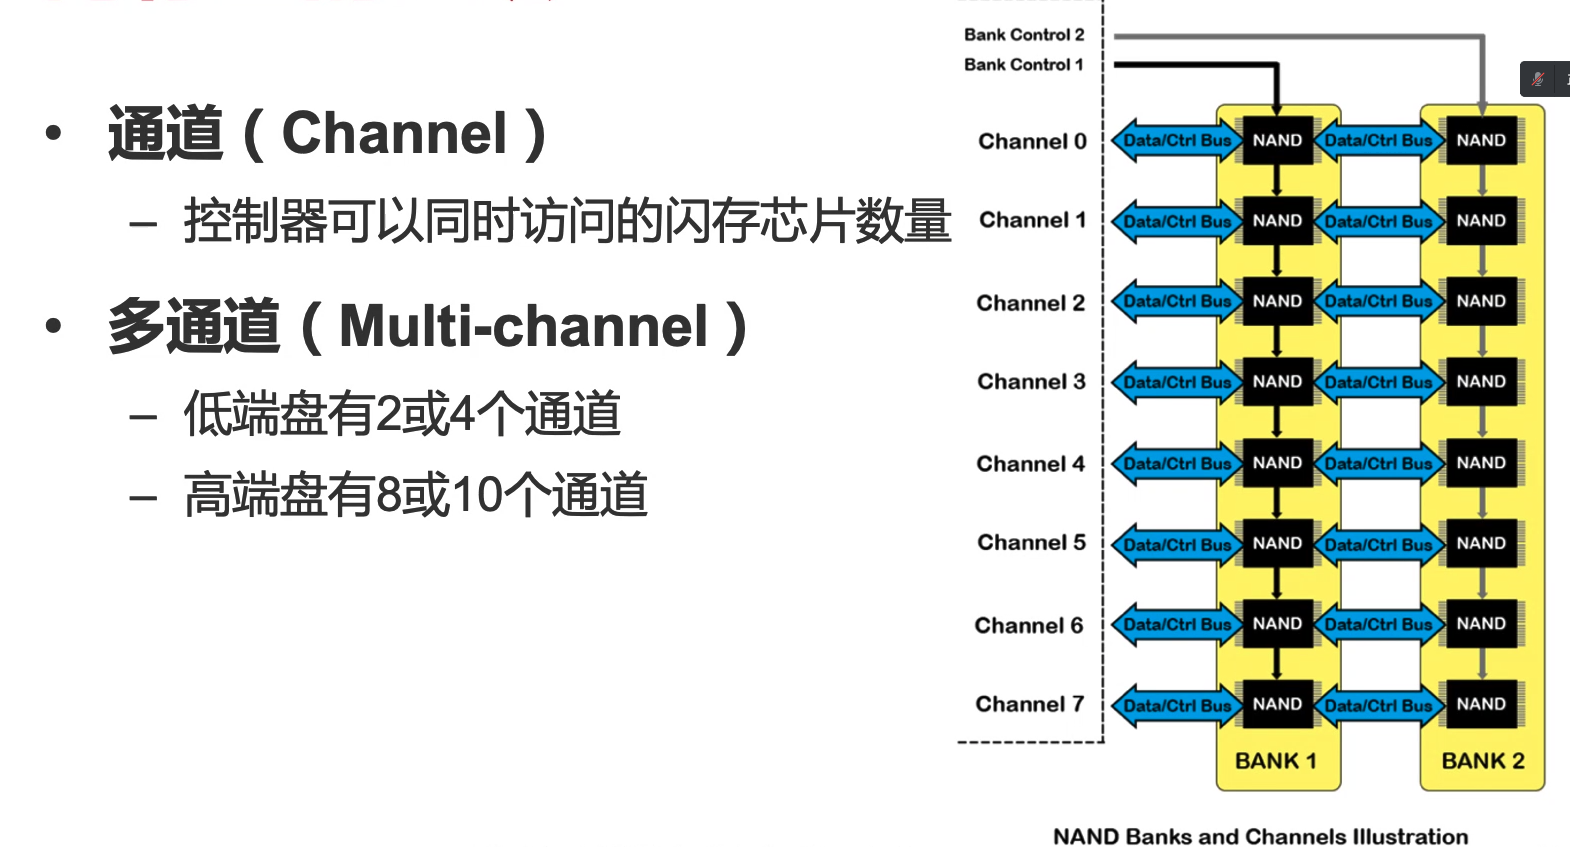 • 通道（Channel）
– 控制器可以同时访问的闪存芯片数量
• 多通道（Multi-channel）
– 低端盘有2或4个通道
– 高端盘有8或10个通道
Bank Control 2
Bank Control 1
Channel 0 Data/Ctrl Bus NAND Data/Ctrl Bus NAND
Channel 1 Data/Ctrl Bus NAND Data/Ctrl Bus NAND
Channel 2 Data/Ctrl Bus NAND Data/Ctrl Bus NAND
Channel 3 Data/Ctrl Bus NAND Data/Ctrl Bus NAND
Channel 4 Data/Ctrl Bus NAND Data/Ctrl Bus NAND
Channel 5 Data/Ctrl Bus NAND Data/Ctrl Bus NAND
Channel 6 Data/Ctrl Bus NAND Data/Ctrl Bus NAND
Channel 7 Data/Ctrl Bus NAND Data/Ctrl Bus NAND
BANK 1 BANK 2
NAND Banks and Channels Illustration